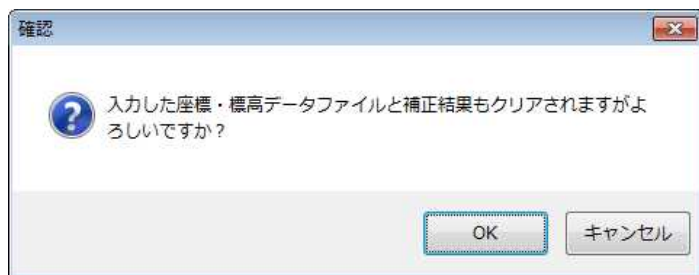 確認
入力した座標・標高データファイルと補正結果もクリアされますがよ
ろしいですか？
OK
キャンセル